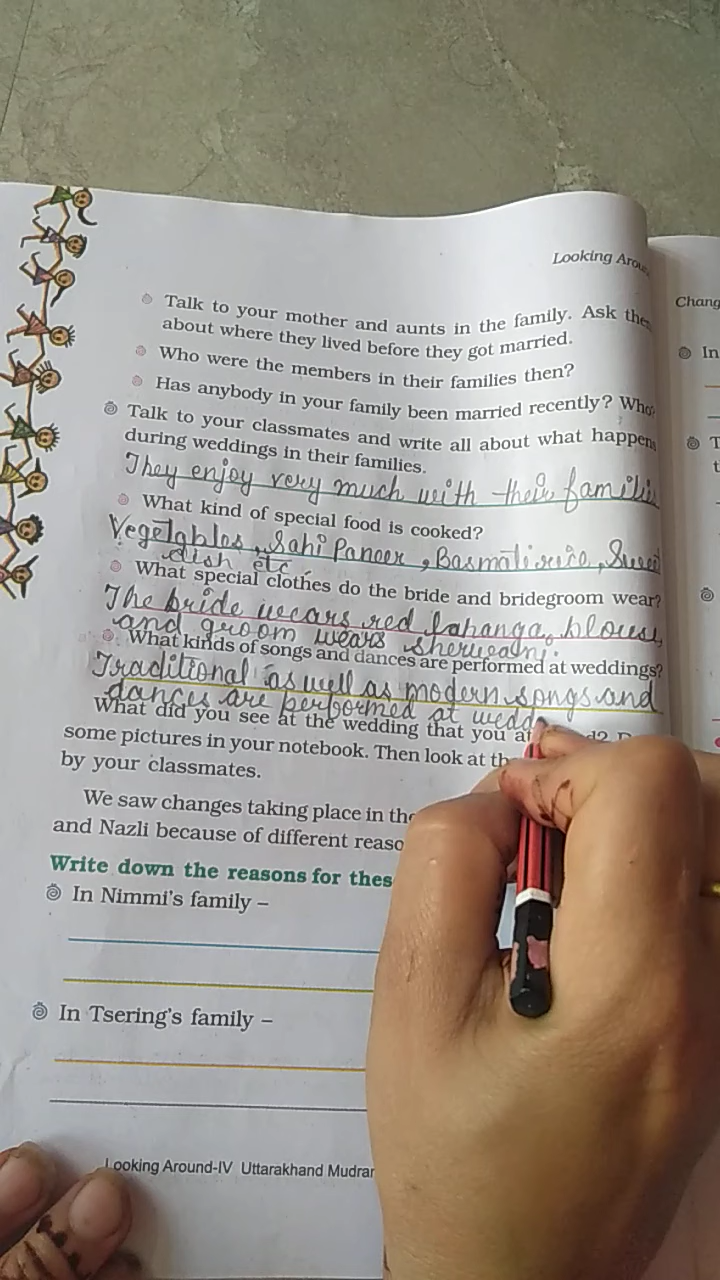 Looking Arou
Talk to your mother and aunts in the family. Ask the
about where they lived before they got married.
Who were the members in their families then?
Has anybody in your family been married recently? Who?
Talk to your classmates and write all about what happen
during weddings in their families.
They enjoy very much with their familie
What kind of special food is cooked?
Vegetables, Sahi Paneer, Basmati rice, Sweet
dish etc
What special clothes do the bride and bridegroom wear?
The bride wears red lahanga, blouse,
and groom wears sherwani.
What kinds of songs and dances are performed at weddings?
Traditional as well as modern songs and
dances are performed at wedd
What did you see at the wedding that you at d? D
some pictures in your notebook. Then look at th
by your classmates.
We saw changes taking place in the
and Nazli because of different reaso
Write down the reasons for thes
In Nimmi's family –
In Tsering's family –
Looking Around-IV Uttarakhand Mudra
Chang
In
T
t